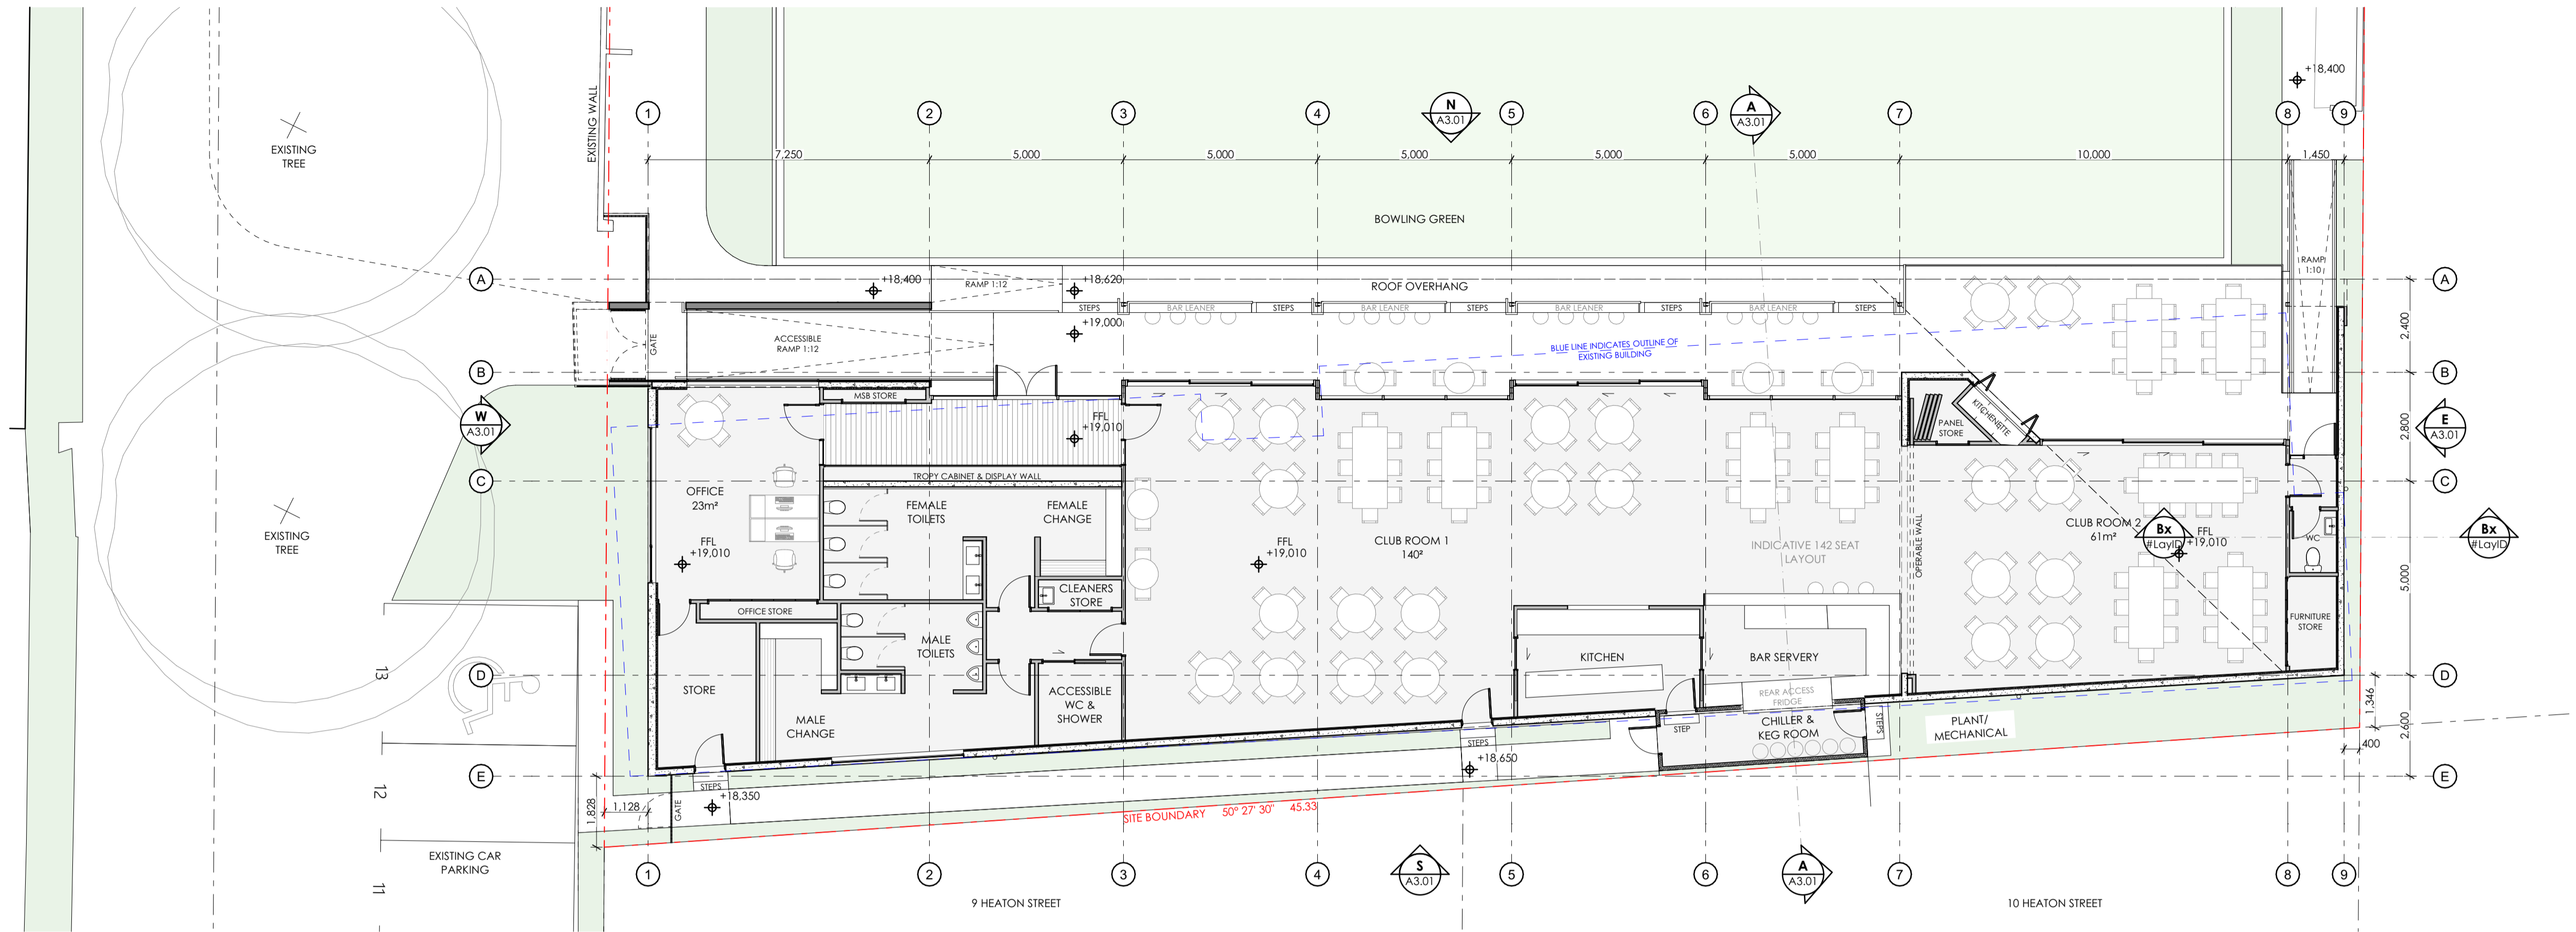 +18,400
EXISTING WALL
N
A3.01
A
A3.01
1
2
3
4
5
6
7
8
9
EXISTING
TREE
7,250
5,000
5,000
5,000
5,000
5,000
10,000
1,450
BOWLING GREEN
A
+18,400
RAMP 1:12
+18,620
ROOF OVERHANG
RAMP
1:10
A
STEPS
BAR LEANER
STEPS
BAR LEANER
STEPS
BAR LEANER
STEPS
BAR LEANER
STEPS
+19,000
GATE
ACCESSIBLE
RAMP 1:12
2,400
BLUE LINE INDICATES OUTLINE OF
EXISTING BUILDING
B
B
MSB STORE
W
A3.01
FFL
+19,010
PANEL
STORE
KITCHENETTE
2,800
E
A3.01
TROPY CABINET & DISPLAY WALL
C
C
OFFICE
23m²
FEMALE
TOILETS
FEMALE
CHANGE
FFL
+19,010
FFL
+19,010
CLUB ROOM 1
140²
INDICATIVE 142 SEAT
LAYOUT
OPERABLE WALL
CLUB ROOM 2
61m²
Bx
#LayID
FFL
+19,010
WC
Bx
#LayID
EXISTING
TREE
CLEANERS
STORE
5,000
OFFICE STORE
MALE
TOILETS
FURNITURE
STORE
KITCHEN
BAR SERVERY
13
D
D
STORE
ACCESSIBLE
WC &
SHOWER
REAR ACCESS
FRIDGE
MALE
CHANGE
STEP
CHILLER &
KEG ROOM
STEPS
PLANT/
MECHANICAL
1,346
2,600
400
STEPS
+18,650
E
E
STEPS
+18,350
12
1,828
1,128
GATE
SITE BOUNDARY 50° 27' 30" 45.33
EXISTING CAR
PARKING
11
1
2
3
4
S
A3.01
5
6
A
A3.01
7
8
9
9 HEATON STREET
10 HEATON STREET